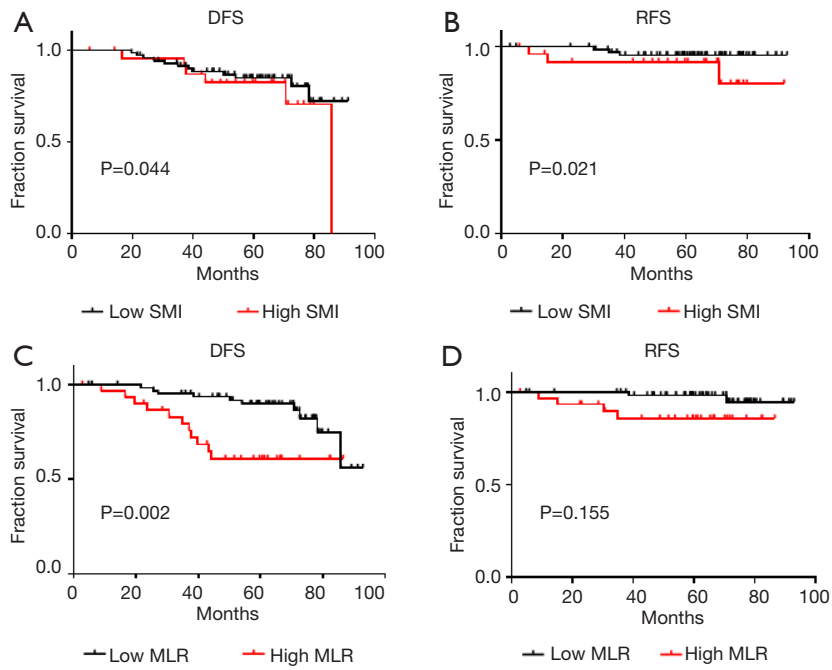 A
DFS
Fraction survival
1.0
0.5
0.0
P=0.044
0 20 40 60 80 100
Months
Low SMI High SMI
B
RFS
Fraction survival
1.0
0.5
0.0
P=0.021
0 20 40 60 80 100
Months
Low SMI High SMI
C
DFS
Fraction survival
1.0
0.5
0.0
P=0.002
0 20 40 60 80 100
Months
Low MLR High MLR
D
RFS
Fraction survival
1.0
0.5
1.0
P=0.155
0 20 40 60 80 100
Months
Low MLR High MLR